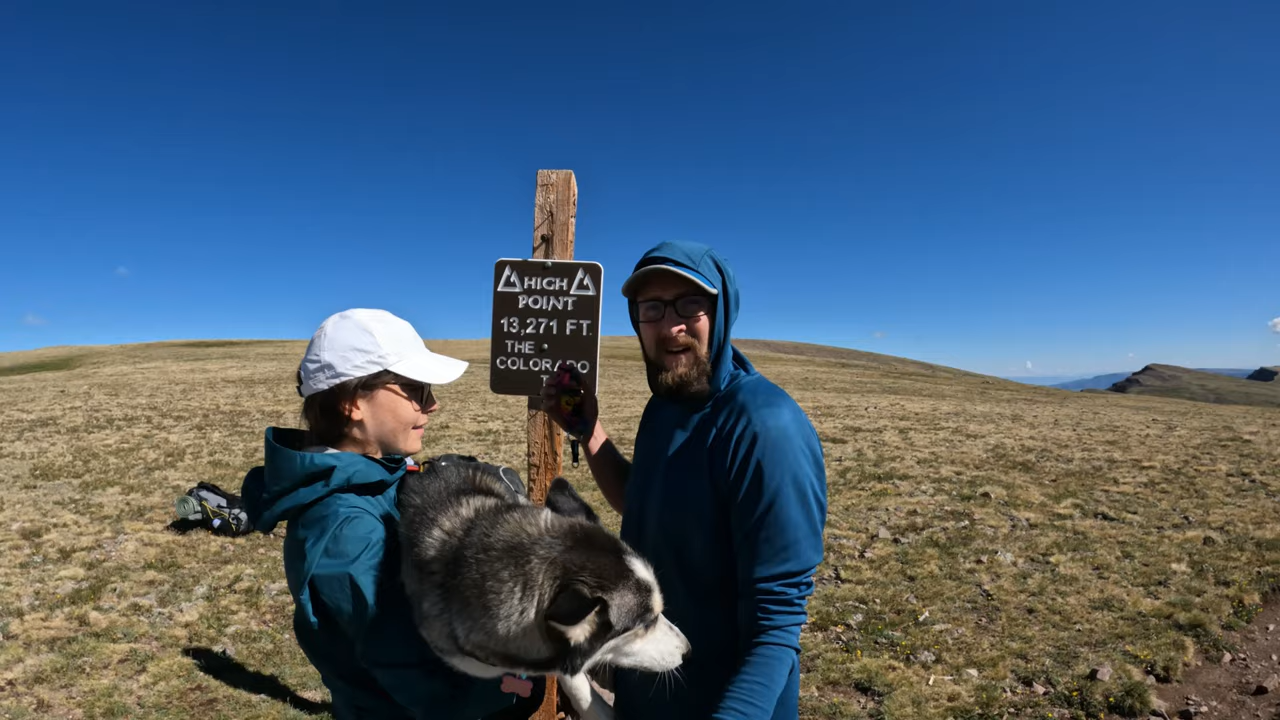 HIGH
POINT
13,271 FT.
THE
COLORADO
T